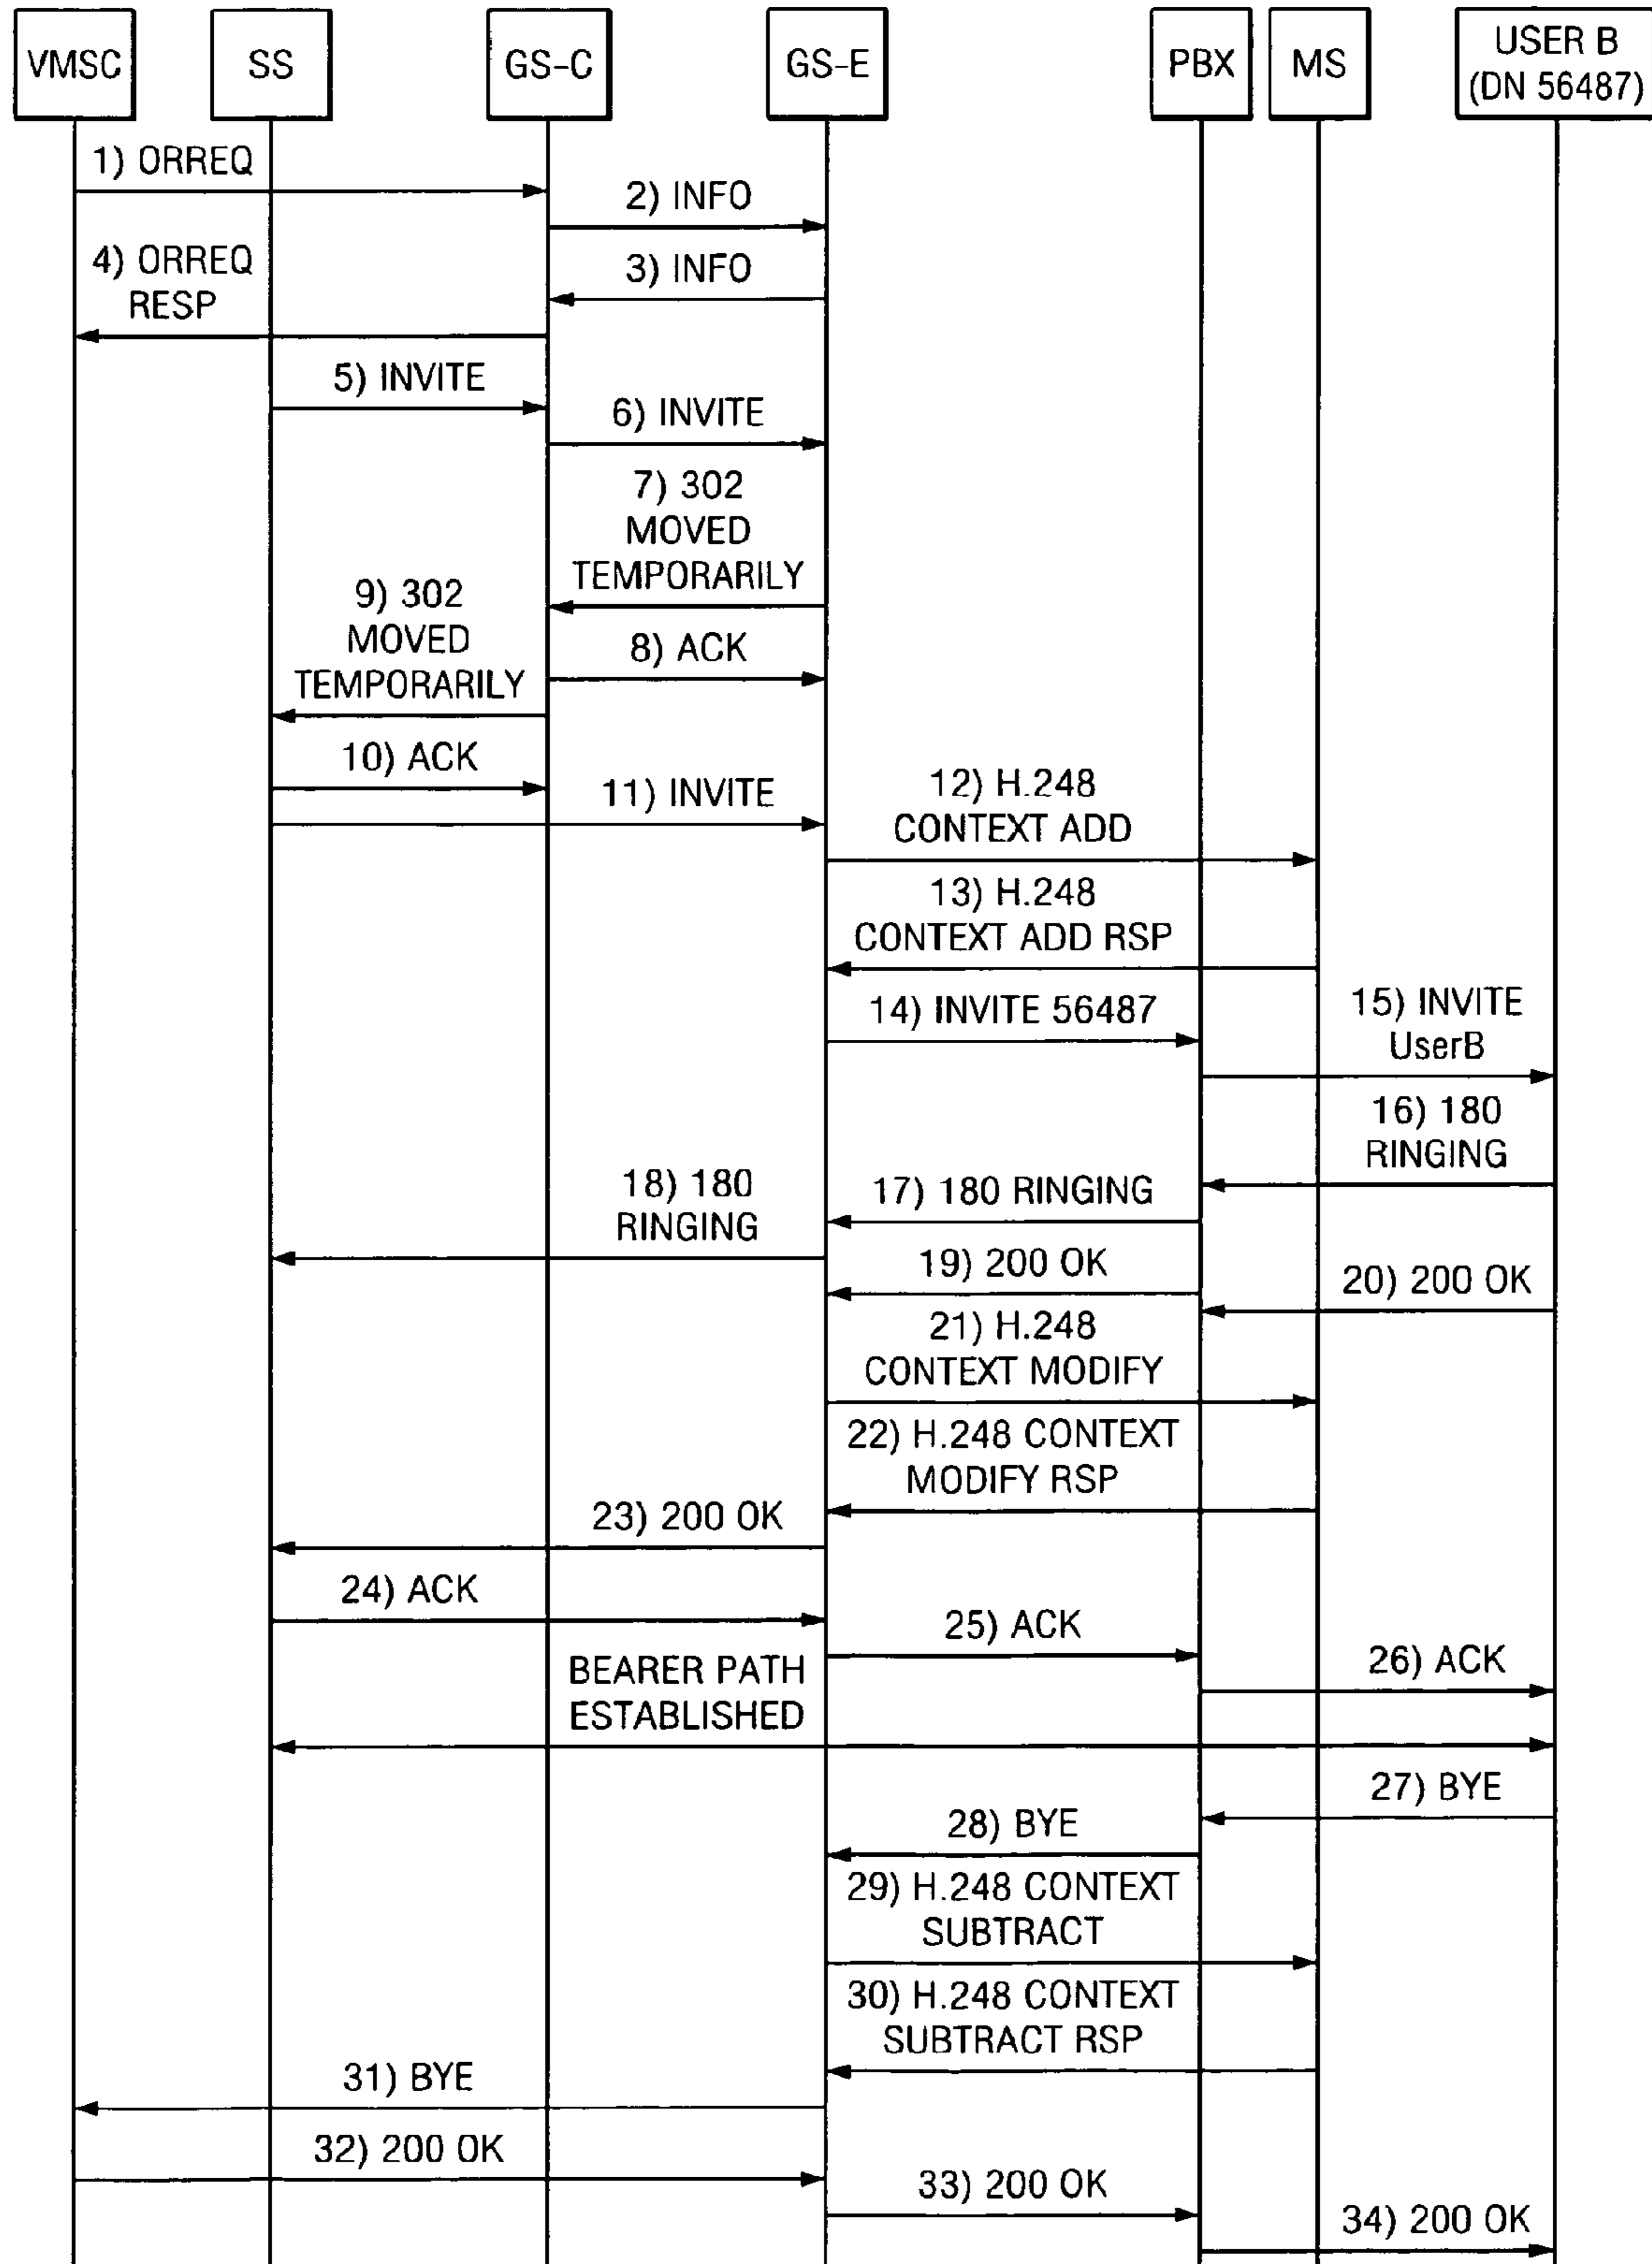 VMSC
SS
GS-C
GS-E
PBX
MS
USER B
(DN 56487)
1) ORREQ
2) INFO
4) ORREQ
RESP
3) INFO
5) INVITE
6) INVITE
7) 302
MOVED
TEMPORARILY
9) 302
MOVED
TEMPORARILY
8) ACK
10) ACK
11) INVITE
12) H.248
CONTEXT ADD
13) H.248
CONTEXT ADD RSP
14) INVITE 56487
15) INVITE
UserB
16) 180
RINGING
17) 180 RINGING
18) 180
RINGING
19) 200 OK
20) 200 OK
21) H.248
CONTEXT MODIFY
22) H.248 CONTEXT
MODIFY RSP
23) 200 OK
24) ACK
25) ACK
26) ACK
BEARER PATH
ESTABLISHED
27) BYE
28) BYE
29) H.248 CONTEXT
SUBTRACT
30) H.248 CONTEXT
SUBTRACT RSP
31) BYE
32) 200 OK
33) 200 OK
34) 200 OK